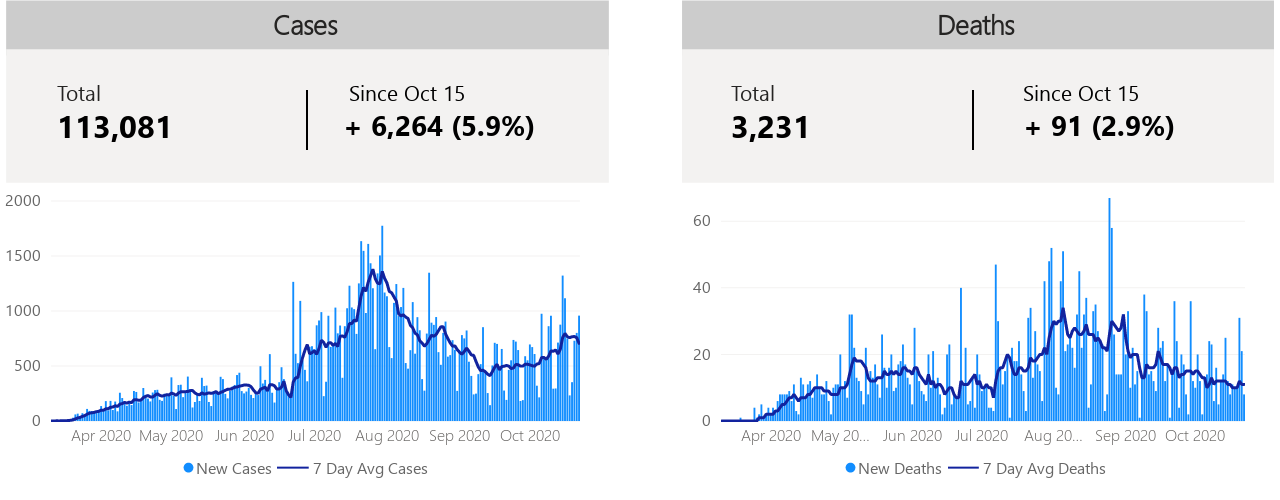 Cases
Total
113,081
Since Oct 15
+ 6,264 (5.9%)
2000
1500
1000
500
0
Apr 2020 May 2020 Jun 2020 Jul 2020 Aug 2020 Sep 2020 Oct 2020
New Cases 7 Day Avg Cases
Deaths
Total
3,231
Since Oct 15
+ 91 (2.9%)
60
40
20
0
Apr 2020 May 20... Jun 2020 Jul 2020 Aug 20... Sep 2020 Oct 2020
New Deaths 7 Day Avg Deaths